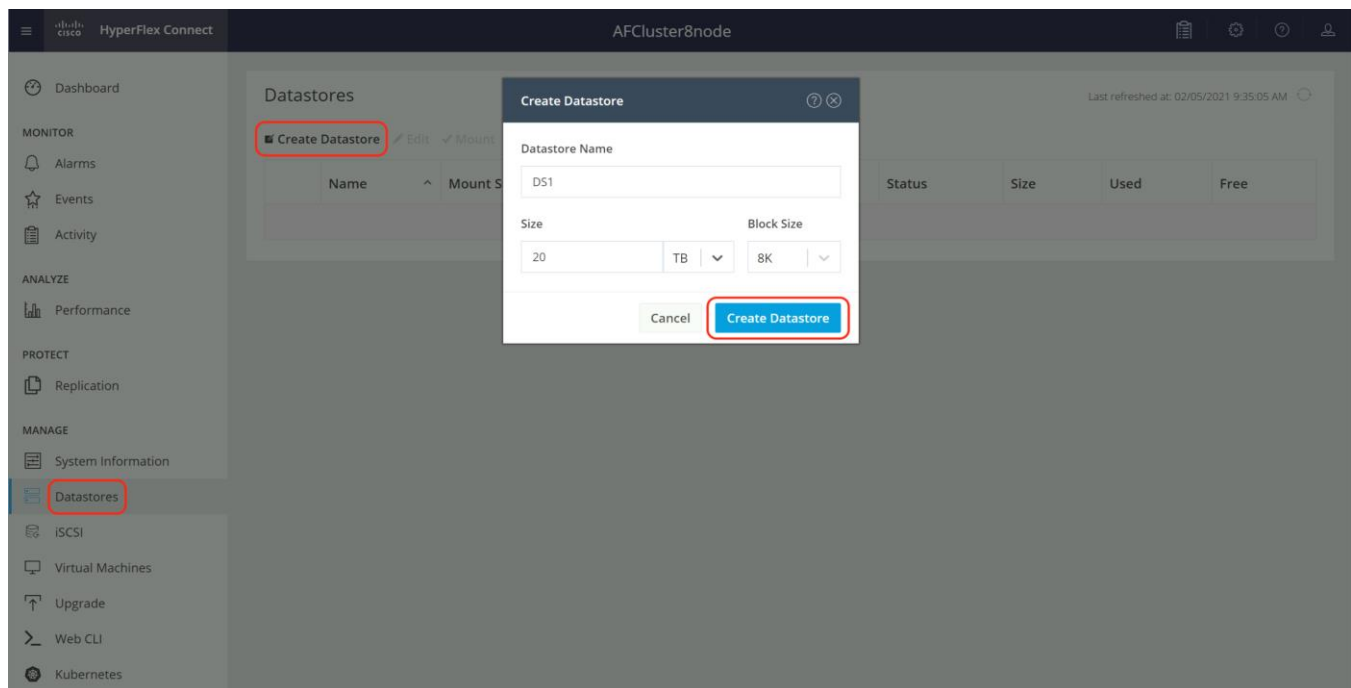 cisco HyperFlex Connect
AFCluster8node
Dashboard
MONITOR
Alarms
Events
Activity
ANALYZE
Performance
PROTECT
Replication
MANAGE
System Information
Datastores
iSCSI
Virtual Machines
Upgrade
Web CLI
Kubernetes
Datastores
Last refreshed at: 02/05/2021 9:35:05 AM
Create Datastore Edit Mount
Name Mount S Status Size Used Free
Create Datastore
Datastore Name
DS1
Size Block Size
20 TB 8K
Cancel Create Datastore